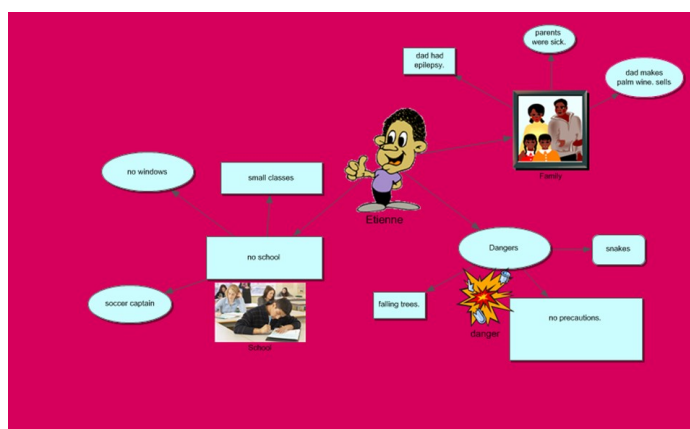 parents
were sick.
dad had
epilepsy.
dad makes
palm wine. sells
Family
no windows
small classes
Etienne
no school
Dangers
snakes
soccer captain
falling trees.
no precautions.
danger
School